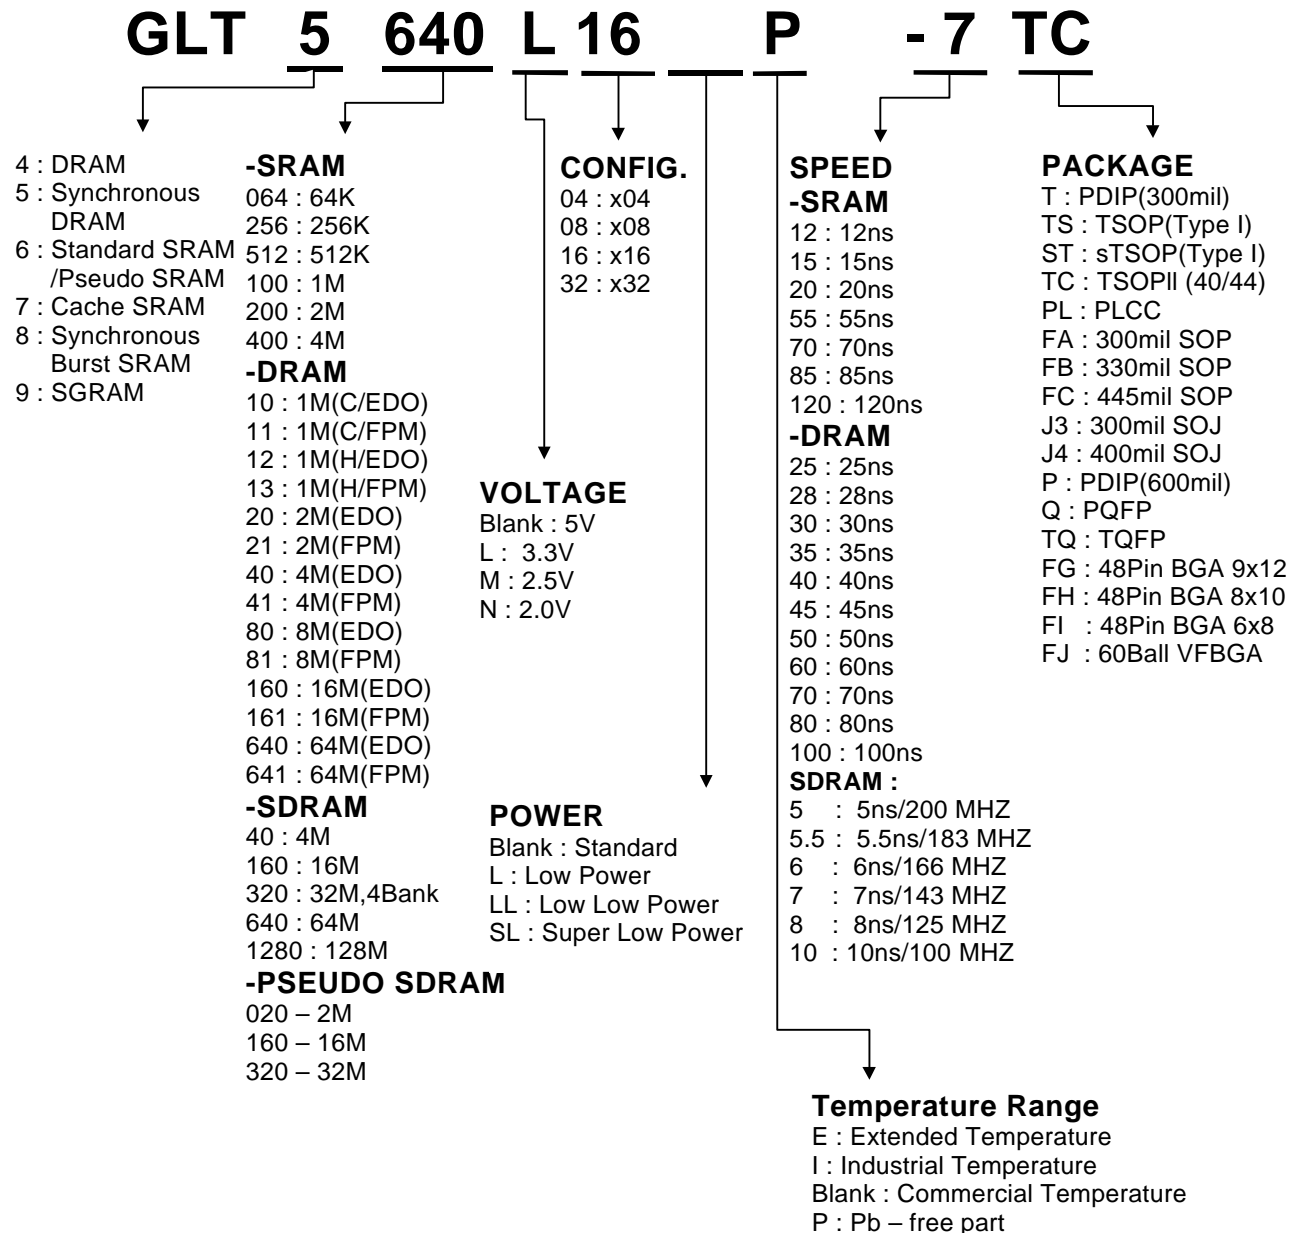 GLT 5 640 L 16 P - 7 TC
4 : DRAM
5 : Synchronous
DRAM
6 : Standard SRAM
/Pseudo SRAM
7 : Cache SRAM
8 : Synchronous
Burst SRAM
9 : SGRAM
-SRAM
064 : 64K
256 : 256K
512 : 512K
100 : 1M
200 : 2M
400 : 4M
-DRAM
10 : 1M(C/EDO)
11 : 1M(C/FPM)
12 : 1M(H/EDO)
13 : 1M(H/FPM)
20 : 2M(EDO)
21 : 2M(FPM)
40 : 4M(EDO)
41 : 4M(FPM)
80 : 8M(EDO)
81 : 8M(FPM)
160 : 16M(EDO)
161 : 16M(FPM)
640 : 64M(EDO)
641 : 64M(FPM)
-SDRAM
40 : 4M
160 : 16M
320 : 32M,4Bank
640 : 64M
1280 : 128M
-PSEUDO SDRAM
020 – 2M
160 – 16M
320 – 32M
VOLTAGE
Blank : 5V
L : 3.3V
M : 2.5V
N : 2.0V
CONFIG.
04 : x04
08 : x08
16 : x16
32 : x32
POWER
Blank : Standard
L : Low Power
LL : Low Low Power
SL : Super Low Power
SPEED
-SRAM
12 : 12ns
15 : 15ns
20 : 20ns
55 : 55ns
70 : 70ns
85 : 85ns
120 : 120ns
-DRAM
25 : 25ns
28 : 28ns
30 : 30ns
35 : 35ns
40 : 40ns
45 : 45ns
50 : 50ns
60 : 60ns
70 : 70ns
80 : 80ns
100 : 100ns
SDRAM :
5 : 5ns/200 MHZ
5.5 : 5.5ns/183 MHZ
6 : 6ns/166 MHZ
7 : 7ns/143 MHZ
8 : 8ns/125 MHZ
10 : 10ns/100 MHZ
PACKAGE
T : PDIP(300mil)
TS : TSOP(Type I)
ST : sTSOP(Type I)
TC : TSOPll (40/44)
PL : PLCC
FA : 300mil SOP
FB : 330mil SOP
FC : 445mil SOP
J3 : 300mil SOJ
J4 : 400mil SOJ
P : PDIP(600mil)
Q : PQFP
TQ : TQFP
FG : 48Pin BGA 9x12
FH : 48Pin BGA 8x10
FI : 48Pin BGA 6x8
FJ : 60Ball VFBGA
Temperature Range
E : Extended Temperature
I : Industrial Temperature
Blank : Commercial Temperature
P : Pb – free part